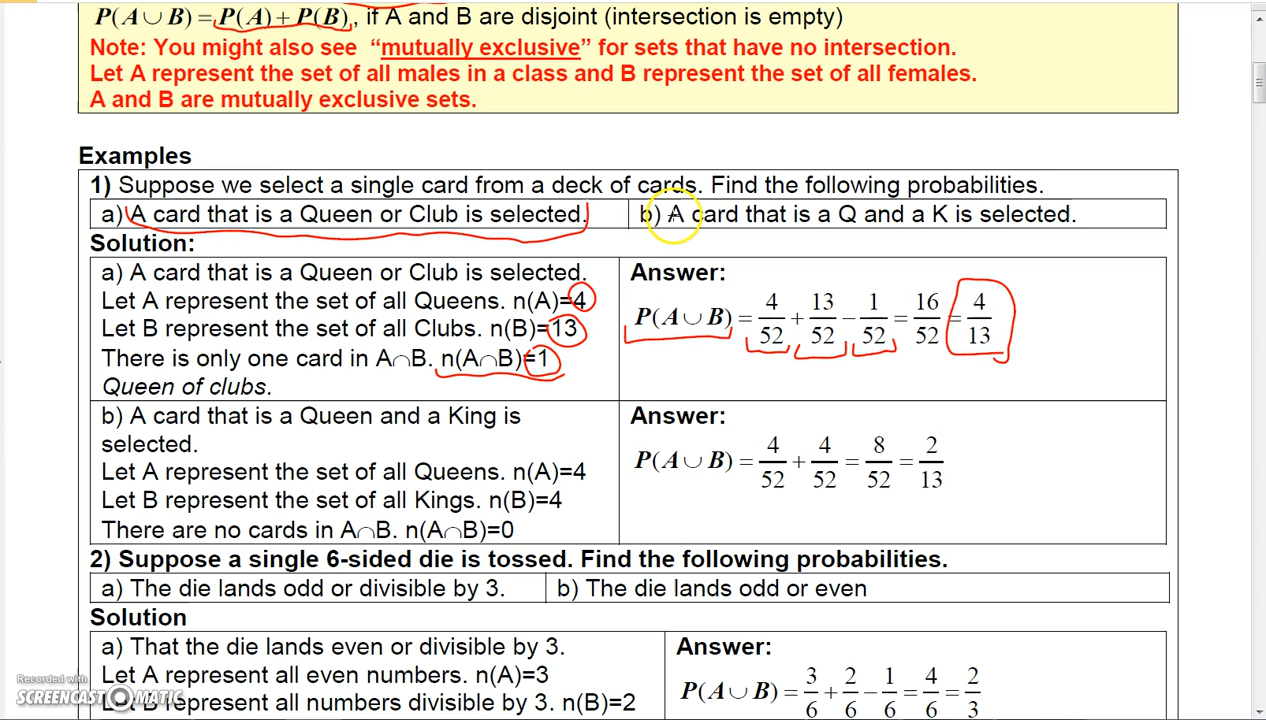 P(A ∪ B) = P(A) + P(B), if A and B are disjoint (intersection is empty)
Note: You might also see “mutually exclusive” for sets that have no intersection.
Let A represent the set of all males in a class and B represent the set of all females.
A and B are mutually exclusive sets.
Examples
1) Suppose we select a single card from a deck of cards. Find the following probabilities.
a) A card that is a Queen or Club is selected.
b) A card that is a Q and a K is selected.
Solution:
a) A card that is a Queen or Club is selected.
Let A represent the set of all Queens. n(A)=4
Let B represent the set of all Clubs. n(B)=13
There is only one card in A∩B. n(A∩B)=1
Queen of clubs.
Answer:
P(A ∪ B) = 4/52 + 13/52 − 1/52 = 16/52 = 4/13
b) A card that is a Queen and a King is
selected.
Let A represent the set of all Queens. n(A)=4
Let B represent the set of all Kings. n(B)=4
There are no cards in A∩B. n(A∩B)=0
Answer:
P(A ∪ B) = 4/52 + 4/52 = 8/52 = 2/13
2) Suppose a single 6-sided die is tossed. Find the following probabilities.
a) The die lands odd or divisible by 3.
b) The die lands odd or even
Solution
a) That the die lands even or divisible by 3.
Let A represent all even numbers. n(A)=3
Let B represent all numbers divisible by 3. n(B)=2
Answer:
P(A ∪ B) = 3/6 + 2/6 − 1/6 = 4/6 = 2/3
Recorded with
SCREENCAST MATIC